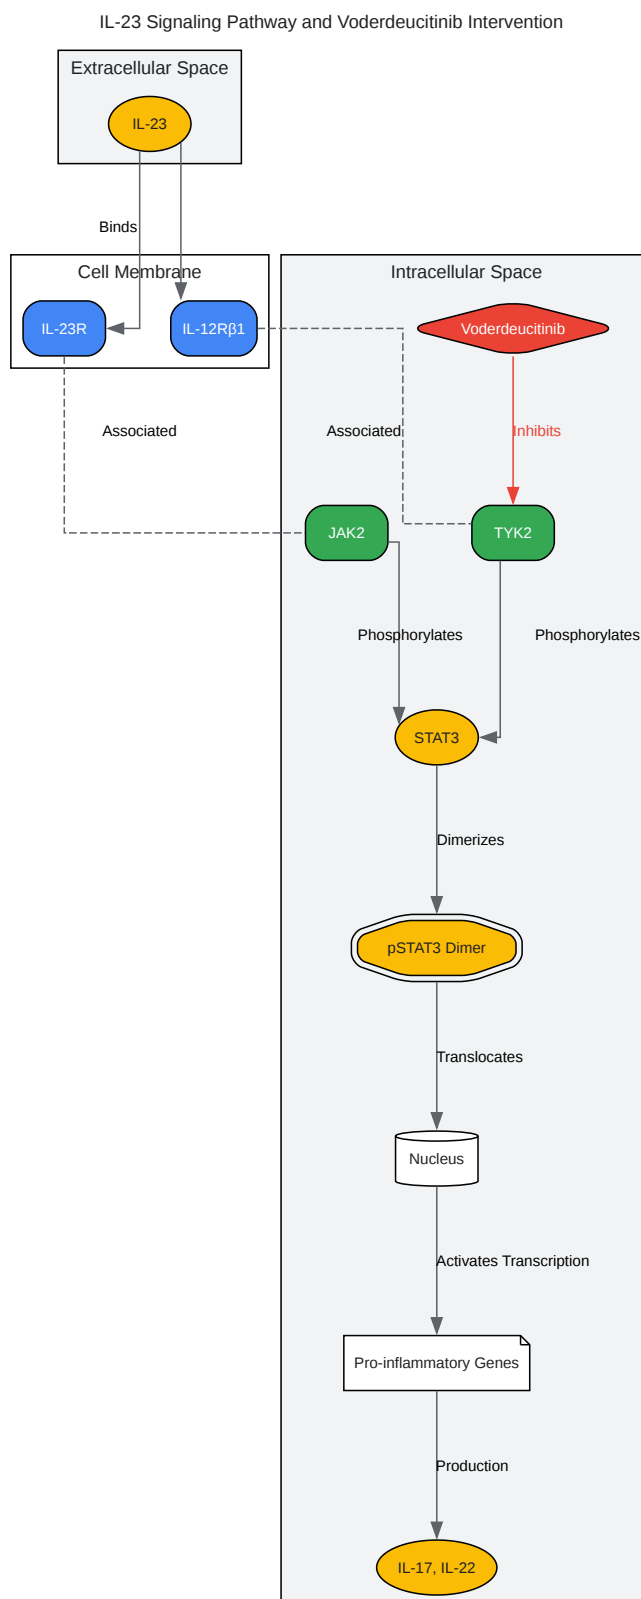 IL-23 Signaling Pathway and Voderdeucitinib Intervention
Extracellular Space
IL-23
Binds
Cell Membrane
Intracellular Space
IL-23R
IL-12Rβ1
Voderdeucitinib
Associated
Associated
Inhibits
JAK2
TYK2
Phosphorylates
Phosphorylates
STAT3
Dimerizes
pSTAT3 Dimer
Translocates
Nucleus
Activates Transcription
Pro-inflammatory Genes
Production
IL-17, IL-22